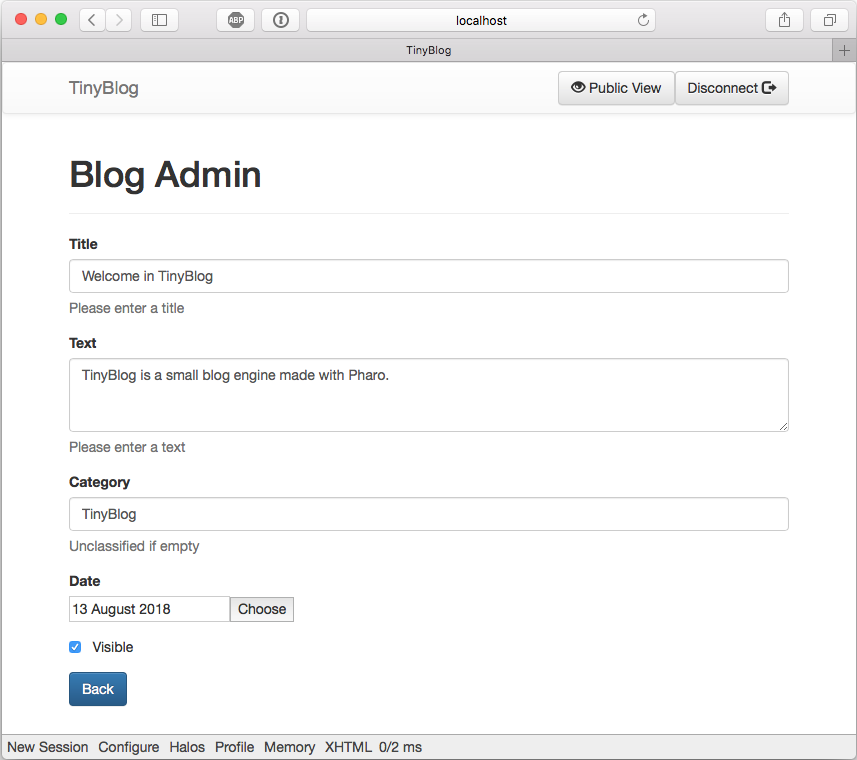 ABP
localhost
TinyBlog
TinyBlog
Public View
Disconnect
Blog Admin
Title
Welcome in TinyBlog
Please enter a title
Text
TinyBlog is a small blog engine made with Pharo.
Please enter a text
Category
TinyBlog
Unclassified if empty
Date
13 August 2018 Choose
Visible
Back
New Session Configure Halos Profile Memory XHTML 0/2 ms